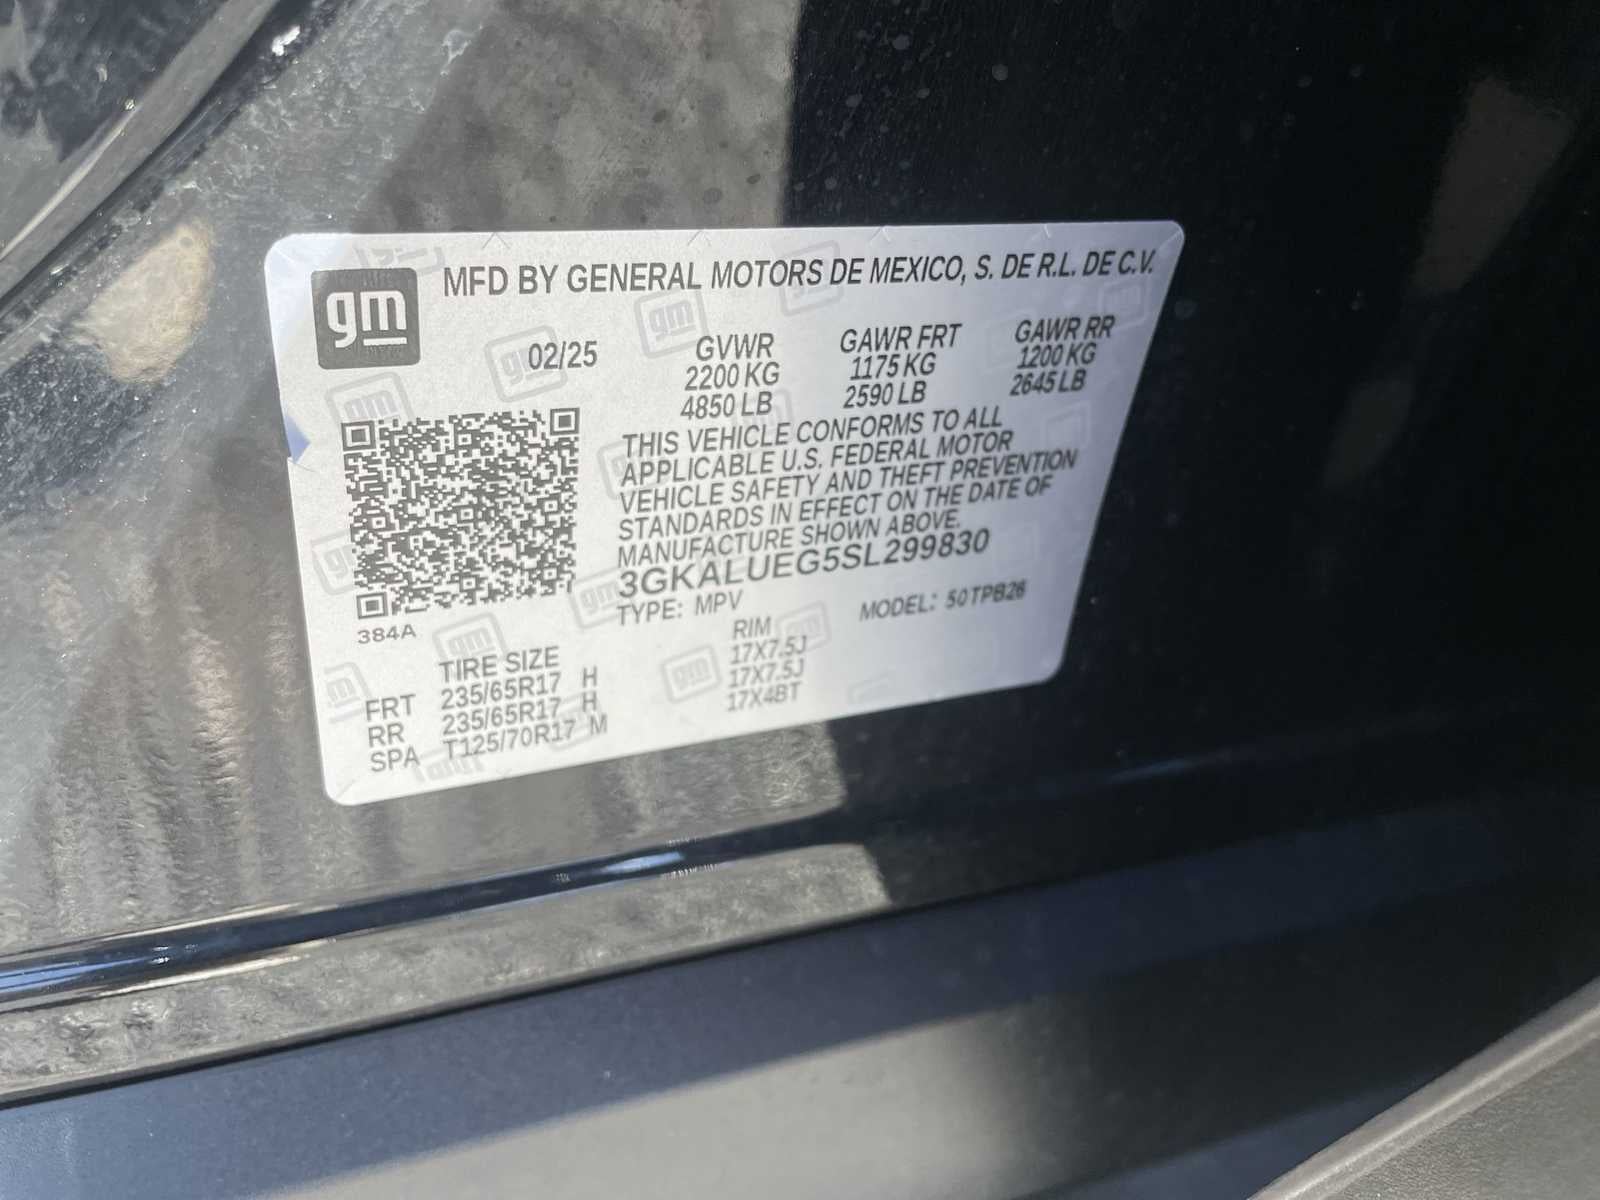 gm
MFD BY GENERAL MOTORS DE MEXICO, S. DE R.L. DE C.V.
02/25 GVWR GAWR FRT GAWR RR
2200 KG 1175 KG 1200 KG
4850 LB 2590 LB 2645 LB
THIS VEHICLE CONFORMS TO ALL
APPLICABLE U.S. FEDERAL MOTOR
VEHICLE SAFETY AND THEFT PREVENTION
STANDARDS IN EFFECT ON THE DATE OF
MANUFACTURE SHOWN ABOVE.
3GKALUEG5SL299830
TYPE: MPV MODEL: 50TPB26
384A
TIRE SIZE RIM
FRT 235/65R17 H 17X7.5J
RR 235/65R17 H 17X7.5J
SPA T125/70R17 M 17X4BT